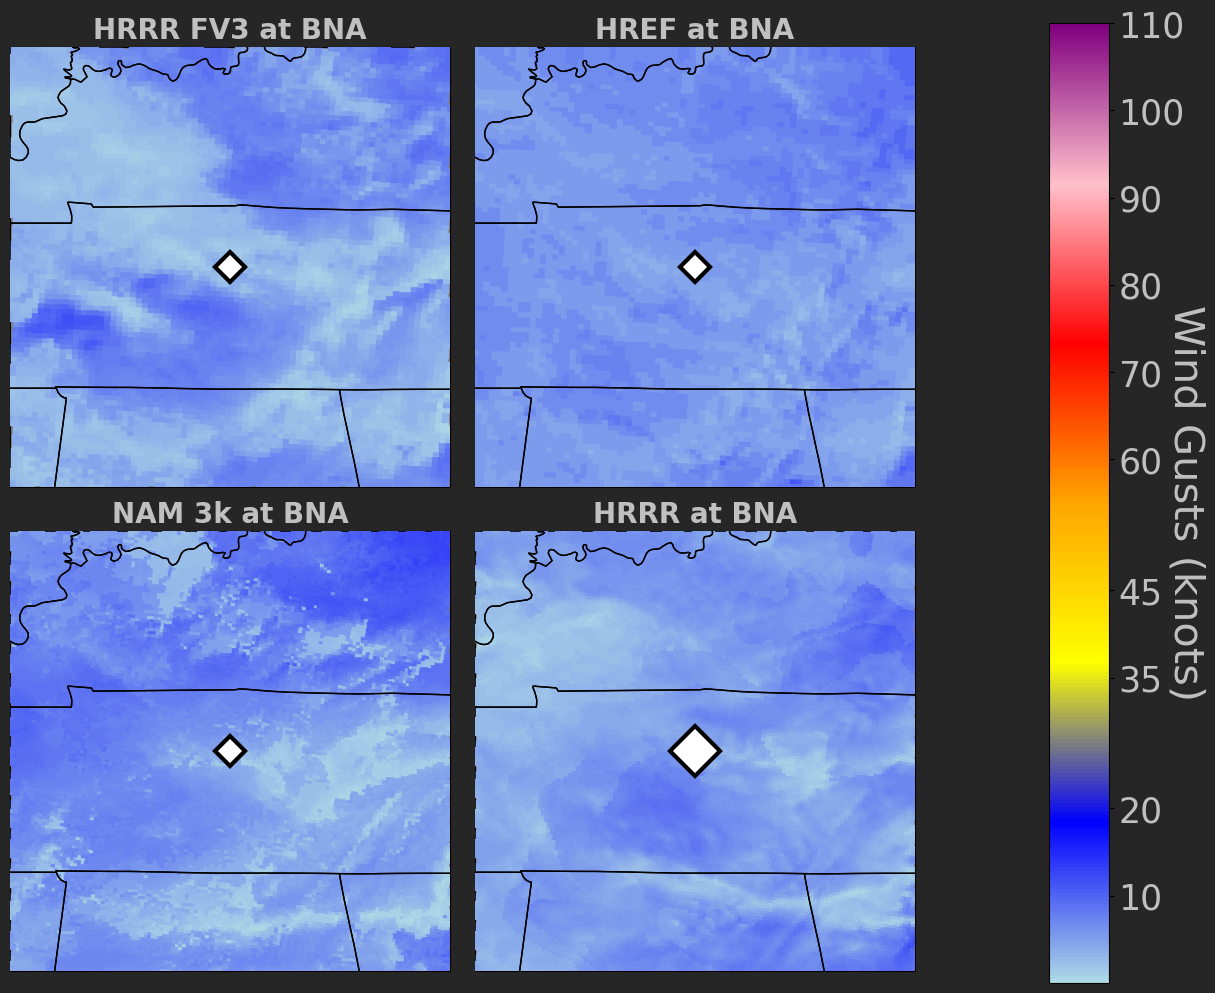 HRRR FV3 at BNA
HREF at BNA
NAM 3k at BNA
HRRR at BNA
110
100
90
80
70
60
45
35
20
10
Wind Gusts (knots)